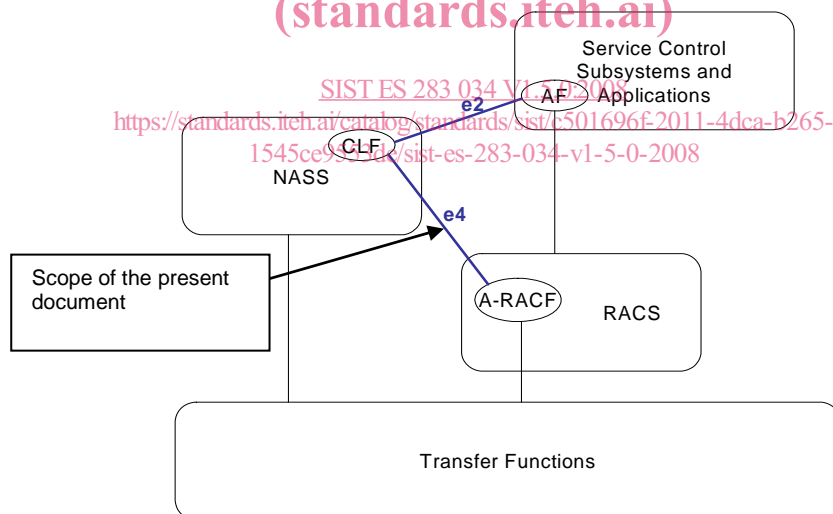 (standards.iteh.ai)
Service Control
Subsystems and
Applications
AF
SIST ES 283 034 V1.5.0:2008
e2
https://standards.iteh.ai/catalog/standards/sist/c501696f-2011-4dca-b265-
1545ce9553de/sist-es-283-034-v1-5-0-2008
CLF
NASS
e4
Scope of the present
document
A-RACF
RACS
Transfer Functions